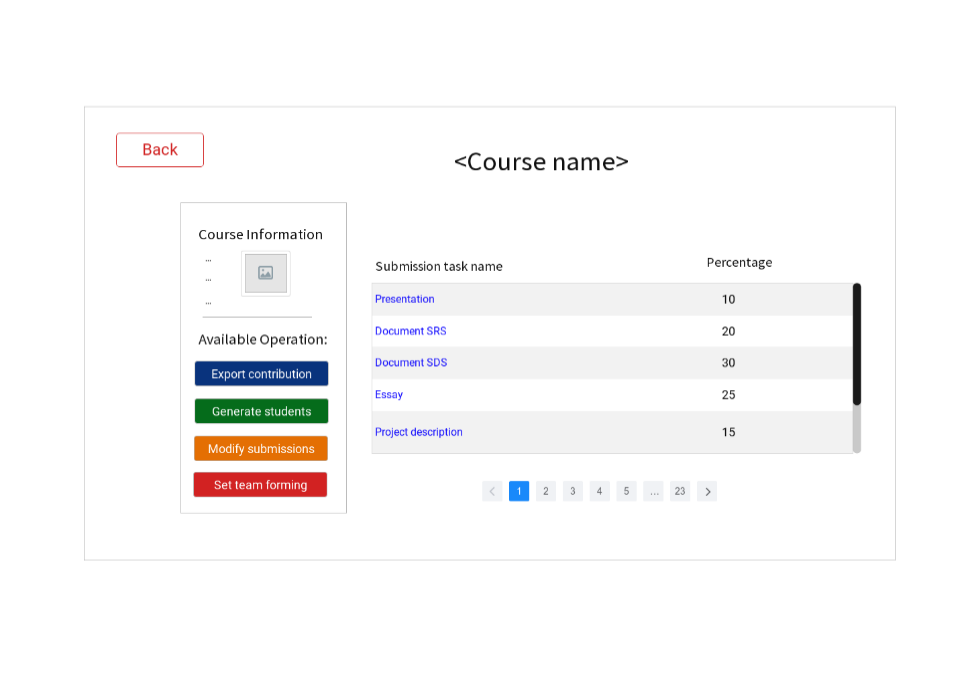 Back
<Course name>
Course Information
...
...
...
Available Operation:
Export contribution
Generate students
Modify submissions
Set team forming
Submission task name Percentage
Presentation 10
Document SRS 20
Document SDS 30
Essay 25
Project description 15
< 1 2 3 4 5 ... 23 >